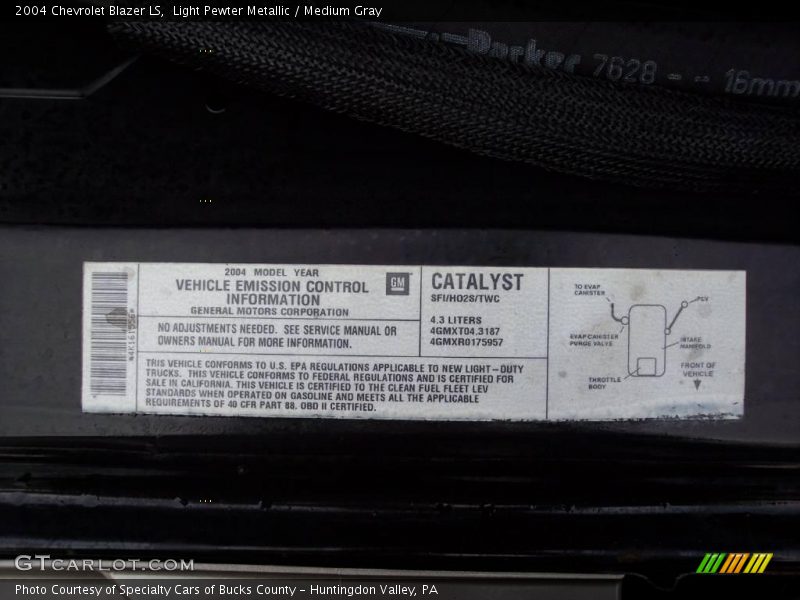 2004 Chevrolet Blazer LS,  Light Pewter Metallic / Medium Gray
Parker 7628 - - 16mm
2004 MODEL YEAR
VEHICLE EMISSION CONTROL
INFORMATION
GENERAL MOTORS CORPORATION
GM
NO ADJUSTMENTS NEEDED. SEE SERVICE MANUAL OR
OWNERS MANUAL FOR MORE INFORMATION.
CATALYST
SFI/HO2S/TWC
4.3 LITERS
4GMXT04.3187
4GMXR0175957
THIS VEHICLE CONFORMS TO U.S. EPA REGULATIONS APPLICABLE TO NEW LIGHT-DUTY
TRUCKS. THIS VEHICLE CONFORMS TO FEDERAL REGULATIONS AND IS CERTIFIED FOR
SALE IN CALIFORNIA. THIS VEHICLE IS CERTIFIED TO THE CLEAN FUEL FLEET LEV
STANDARDS WHEN OPERATED ON GASOLINE AND MEETS ALL THE APPLICABLE
REQUIREMENTS OF 40 CFR PART 88. OBD II CERTIFIED.
TO EVAP
CANISTER
PCV
EVAP CANISTER
PURGE VALVE
INTAKE
MANIFOLD
THROTTLE
BODY
FRONT OF
VEHICLE
GTCARLOT.COM
Photo Courtesy of Specialty Cars of Bucks County - Huntingdon Valley, PA